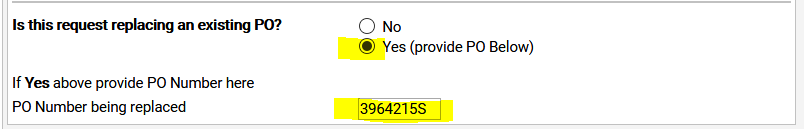 Is this request replacing an existing PO? No
Yes (provide PO Below)
If Yes above provide PO Number here
PO Number being replaced 3964215S